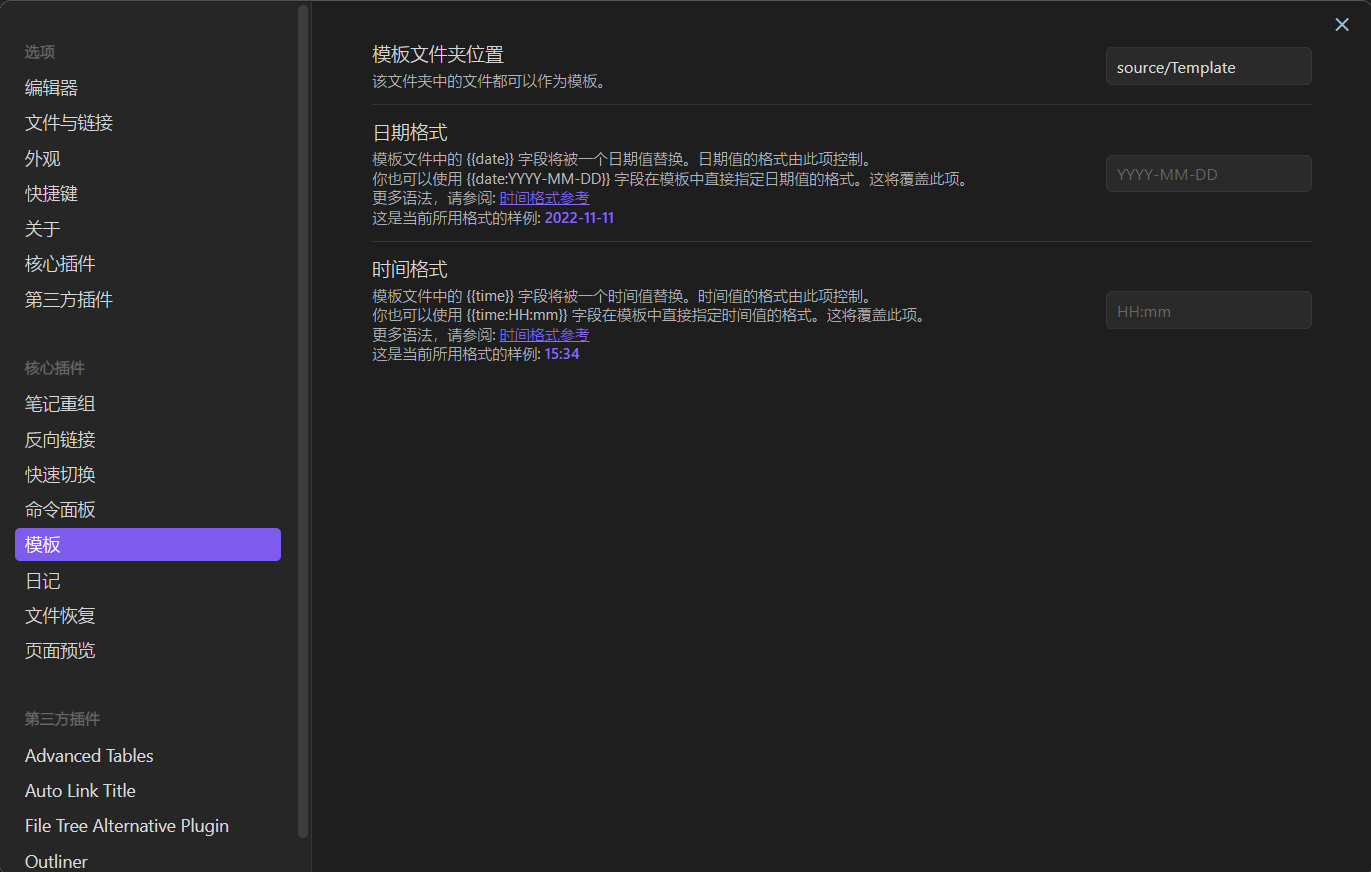 选项
编辑器
文件与链接
外观
快捷键
关于
核心插件
第三方插件
核心插件
笔记重组
反向链接
快速切换
命令面板
模板
日记
文件恢复
页面预览
第三方插件
Advanced Tables
Auto Link Title
File Tree Alternative Plugin
Outliner
模板文件夹位置
该文件夹中的文件都可以作为模板。
source/Template
日期格式
模板文件中的 {{date}} 字段将被一个日期值替换。日期值的格式由此项控制。
你也可以使用 {{date:YYYY-MM-DD}} 字段在模板中直接指定日期值的格式。这将覆盖此项。
更多语法，请参阅: 时间格式参考
这是当前所用格式的样例: 2022-11-11
YYYY-MM-DD
时间格式
模板文件中的 {{time}} 字段将被一个时间值替换。时间值的格式由此项控制。
你也可以使用 {{time:HH:mm}} 字段在模板中直接指定时间值的格式。这将覆盖此项。
更多语法，请参阅: 时间格式参考
这是当前所用格式的样例: 15:34
HH:mm